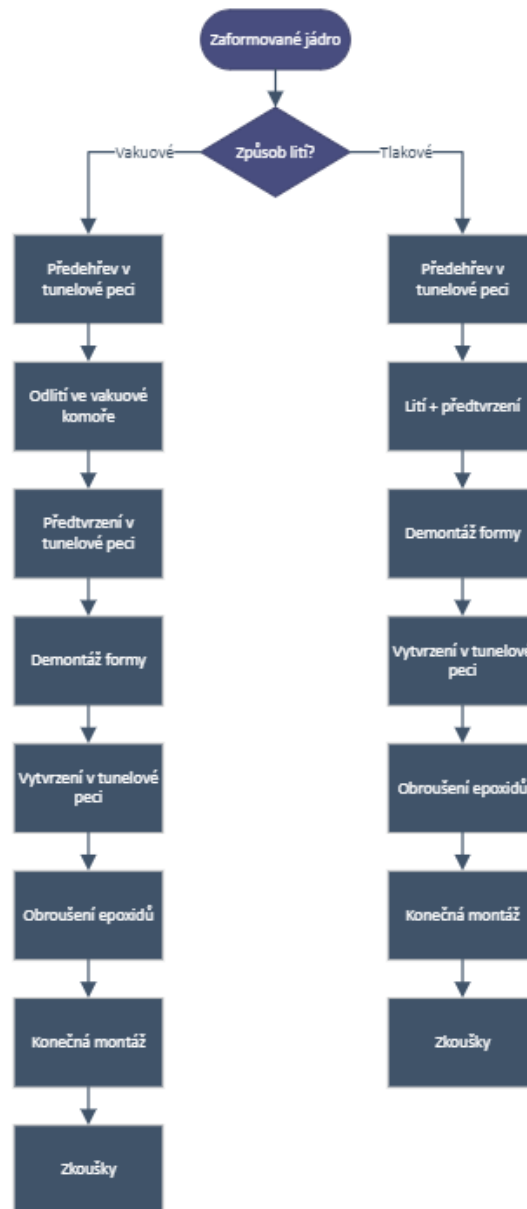 Zaformované jádro
Způsob lití?
Vakuové
Tlakové
Předehřev v
tunelové peci
Odlití ve vakuové
komoře
Předtvrzení v
tunelové peci
Demontáž formy
Vytvrzení v tunelové
peci
Obroušení epoxidů
Konečná montáž
Zkoušky
Předehřev v
tunelové peci
Lití + předtvrzení
Demontáž formy
Vytvrzení v tunelové
peci
Obroušení epoxidů
Konečná montáž
Zkoušky